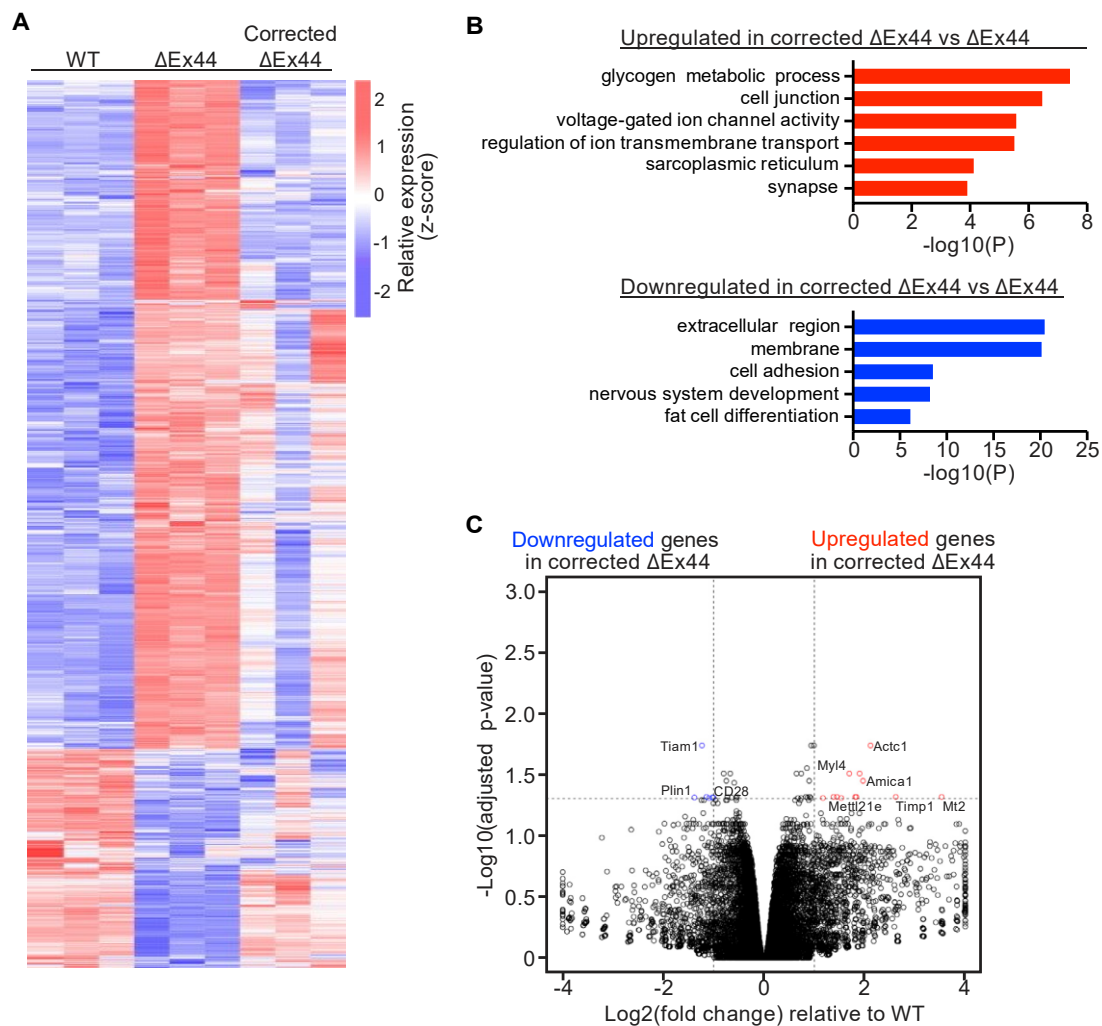 A
WT
ΔEx44
Corrected
ΔEx44
2
1
0
-1
-2
Relative expression
(z-score)
B
Upregulated in corrected ΔEx44 vs ΔEx44
glycogen metabolic process
cell junction
voltage-gated ion channel activity
regulation of ion transmembrane transport
sarcoplasmic reticulum
synapse
0 2 4 6 8
-log10(P)
Downregulated in corrected ΔEx44 vs ΔEx44
extracellular region
membrane
cell adhesion
nervous system development
fat cell differentiation
0 5 10 15 20 25
-log10(P)
C
Downregulated genes
in corrected ΔEx44
Upregulated genes
in corrected ΔEx44
3.0
2.5
2.0
1.5
1.0
0.5
0
-Log10(adjusted p-value)
Tiam1
Actc1
Myl4
Amica1
Plin1
CD28
Mettl21e
Timp1
Mt2
-4 -2 0 2 4
Log2(fold change) relative to WT